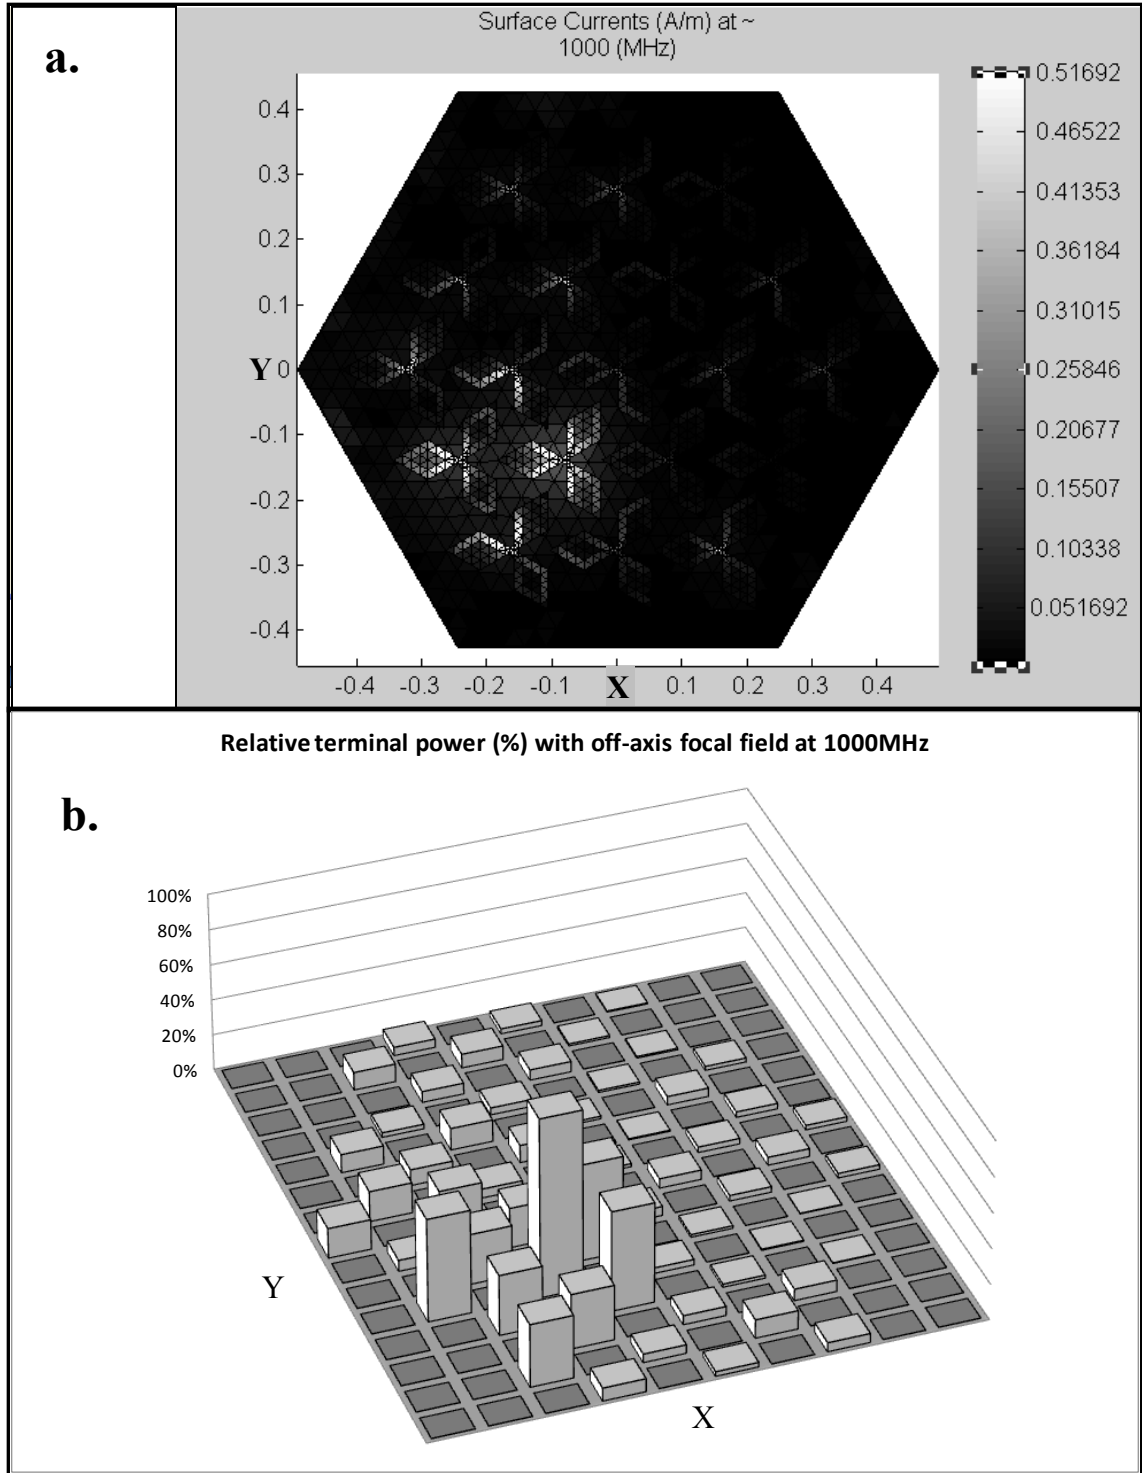 a.
Surface Currents (A/m) at ~
1000 (MHz)
0.4
0.3
0.2
0.1
Y 0
-0.1
-0.2
-0.3
-0.4
-0.4 -0.3 -0.2 -0.1 X 0.1 0.2 0.3 0.4
0.51692
0.46522
0.41353
0.36184
0.31015
0.25846
0.20677
0.15507
0.10338
0.051692
Relative terminal power (%) with off-axis focal field at 1000MHz
b.
100%
80%
60%
40%
20%
0%
Y
X